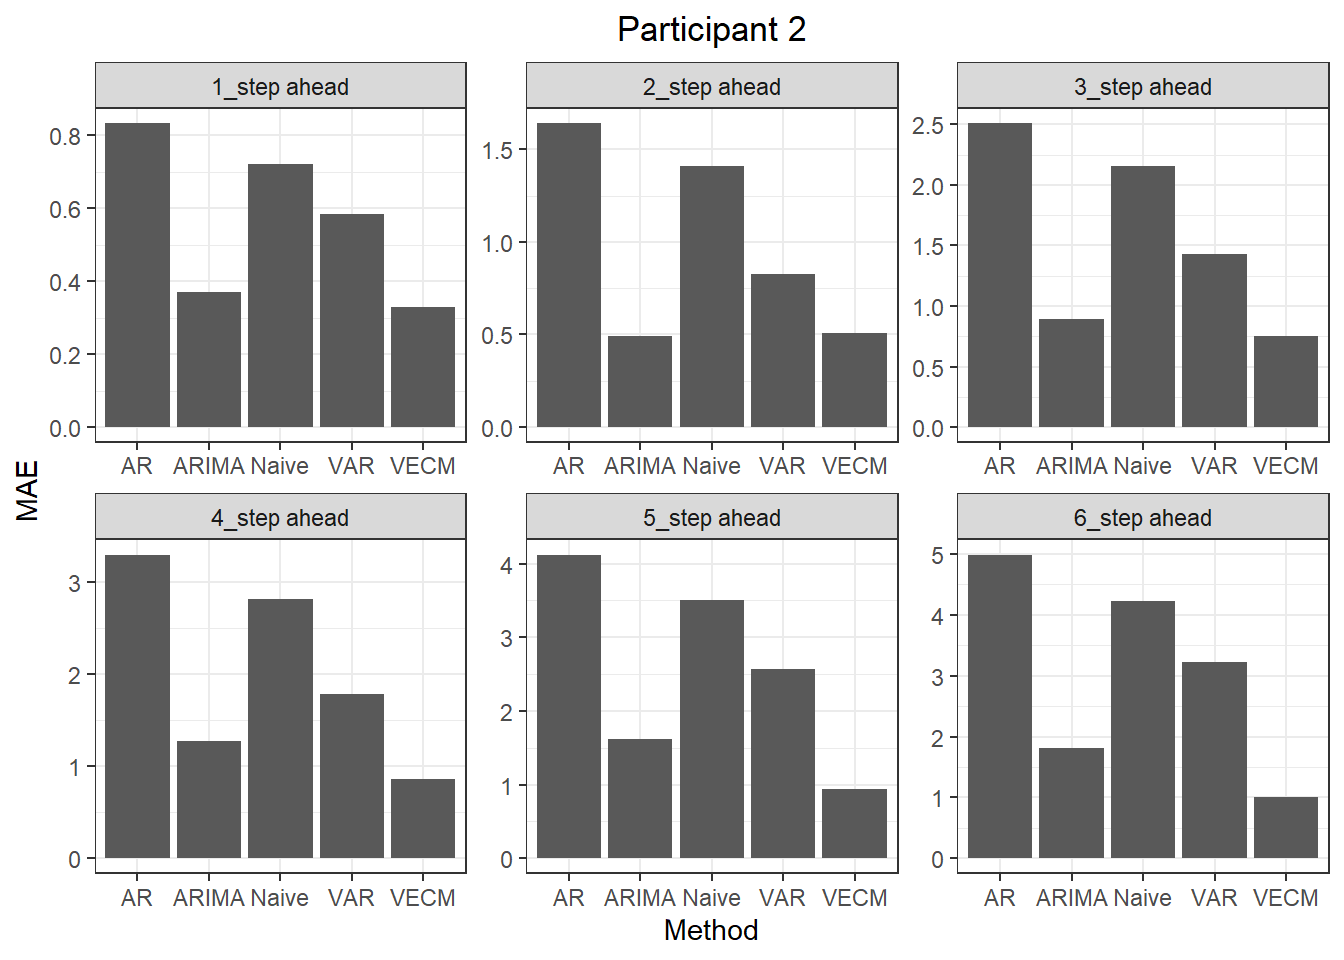 Participant 2
1_step ahead
2_step ahead
3_step ahead
0.8
0.6
0.4
0.2
0.0
1.5
1.0
0.5
0.0
2.5
2.0
1.5
1.0
0.5
0.0
AR ARIMA Naive VAR VECM
AR ARIMA Naive VAR VECM
AR ARIMA Naive VAR VECM
MAE
4_step ahead
5_step ahead
6_step ahead
3
2
1
0
4
3
2
1
0
5
4
3
2
1
0
AR ARIMA Naive VAR VECM
AR ARIMA Naive VAR VECM
AR ARIMA Naive VAR VECM
Method